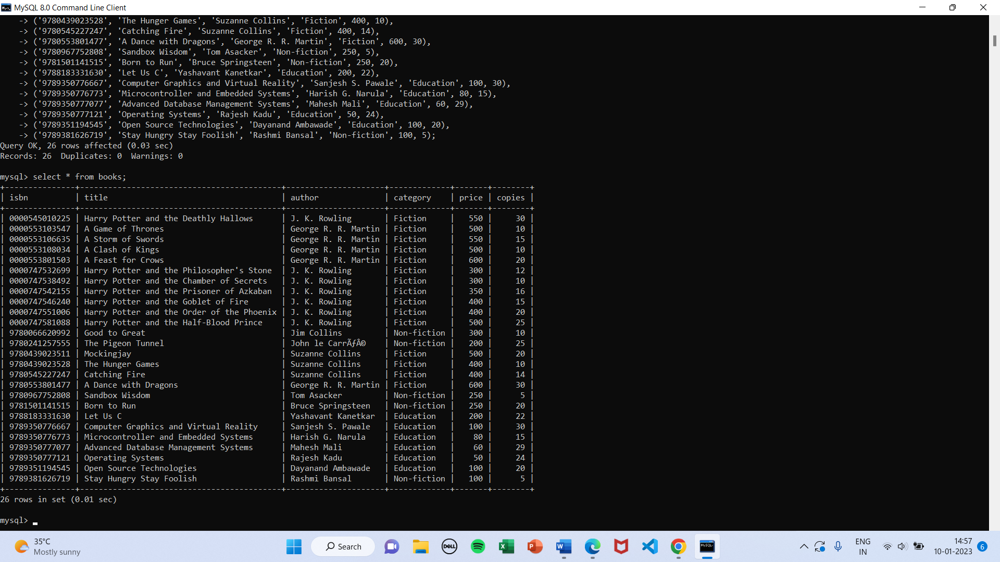 MySQL 8.0 Command Line Client
    -> ('9780439023528', 'The Hunger Games', 'Suzanne Collins', 'Fiction', 400, 10),
    -> ('9780545227247', 'Catching Fire', 'Suzanne Collins', 'Fiction', 400, 14),
    -> ('9780553801477', 'A Dance with Dragons', 'George R. R. Martin', 'Fiction', 600, 30),
    -> ('9780967752808', 'Sandbox Wisdom', 'Tom Asacker', 'Non-fiction', 250, 5),
    -> ('9781501141515', 'Born to Run', 'Bruce Springsteen', 'Non-fiction', 250, 20),
    -> ('9788183331630', 'Let Us C', 'Yashavant Kanetkar', 'Education', 200, 22),
    -> ('9789350776667', 'Computer Graphics and Virtual Reality', 'Sanjesh S. Pawale', 'Education', 100, 30),
    -> ('9789350776773', 'Microcontroller and Embedded Systems', 'Harish G. Narula', 'Education', 80, 15),
    -> ('9789350777077', 'Advanced Database Management Systems', 'Mahesh Mali', 'Education', 60, 29),
    -> ('9789350777121', 'Operating Systems', 'Rajesh Kadu', 'Education', 50, 24),
    -> ('9789351194545', 'Open Source Technologies', 'Dayanand Ambawade', 'Education', 100, 20),
    -> ('9789381626719', 'Stay Hungry Stay Foolish', 'Rashmi Bansal', 'Non-fiction', 100, 5);
Query OK, 26 rows affected (0.03 sec)
Records: 26  Duplicates: 0  Warnings: 0
mysql> select * from books;
+---------------+-------------------------------------------+---------------------+-------------+-------+--------+
| isbn          | title                                     | author              | category    | price | copies |
+---------------+-------------------------------------------+---------------------+-------------+-------+--------+
| 0000545010225 | Harry Potter and the Deathly Hallows      | J. K. Rowling       | Fiction     |   550 |     30 |
| 0000553103547 | A Game of Thrones                         | George R. R. Martin | Fiction     |   500 |     10 |
| 0000553106635 | A Storm of Swords                         | George R. R. Martin | Fiction     |   550 |     15 |
| 0000553108034 | A Clash of Kings                          | George R. R. Martin | Fiction     |   500 |     10 |
| 0000553801503 | A Feast for Crows                         | George R. R. Martin | Fiction     |   600 |     20 |
| 0000747532699 | Harry Potter and the Philosopher's Stone  | J. K. Rowling       | Fiction     |   300 |     12 |
| 0000747538492 | Harry Potter and the Chamber of Secrets   | J. K. Rowling       | Fiction     |   300 |     10 |
| 0000747542155 | Harry Potter and the Prisoner of Azkaban  | J. K. Rowling       | Fiction     |   350 |     16 |
| 0000747546240 | Harry Potter and the Goblet of Fire       | J. K. Rowling       | Fiction     |   400 |     15 |
| 0000747551006 | Harry Potter and the Order of the Phoenix | J. K. Rowling       | Fiction     |   400 |     20 |
| 0000747581088 | Harry Potter and the Half-Blood Prince    | J. K. Rowling       | Fiction     |   500 |     25 |
| 9780066620992 | Good to Great                             | Jim Collins         | Non-fiction |   300 |     10 |
| 9780241257555 | The Pigeon Tunnel                         | John le CarrÃƒÂ©    | Non-fiction |   200 |     25 |
| 9780439023511 | Mockingjay                                | Suzanne Collins     | Fiction     |   500 |     20 |
| 9780439023528 | The Hunger Games                          | Suzanne Collins     | Fiction     |   400 |     10 |
| 9780545227247 | Catching Fire                             | Suzanne Collins     | Fiction     |   400 |     14 |
| 9780553801477 | A Dance with Dragons                      | George R. R. Martin | Fiction     |   600 |     30 |
| 9780967752808 | Sandbox Wisdom                            | Tom Asacker         | Non-fiction |   250 |      5 |
| 9781501141515 | Born to Run                               | Bruce Springsteen   | Non-fiction |   250 |     20 |
| 9788183331630 | Let Us C                                  | Yashavant Kanetkar  | Education   |   200 |     22 |
| 9789350776667 | Computer Graphics and Virtual Reality     | Sanjesh S. Pawale   | Education   |   100 |     30 |
| 9789350776773 | Microcontroller and Embedded Systems      | Harish G. Narula    | Education   |    80 |     15 |
| 9789350777077 | Advanced Database Management Systems      | Mahesh Mali         | Education   |    60 |     29 |
| 9789350777121 | Operating Systems                         | Rajesh Kadu         | Education   |    50 |     24 |
| 9789351194545 | Open Source Technologies                  | Dayanand Ambawade   | Education   |   100 |     20 |
| 9789381626719 | Stay Hungry Stay Foolish                  | Rashmi Bansal       | Non-fiction |   100 |      5 |
+---------------+-------------------------------------------+---------------------+-------------+-------+--------+
26 rows in set (0.01 sec)
mysql>
35°C
Mostly sunny
Search
DELL
MySQL
ENG
IN
14:57
10-01-2023
6